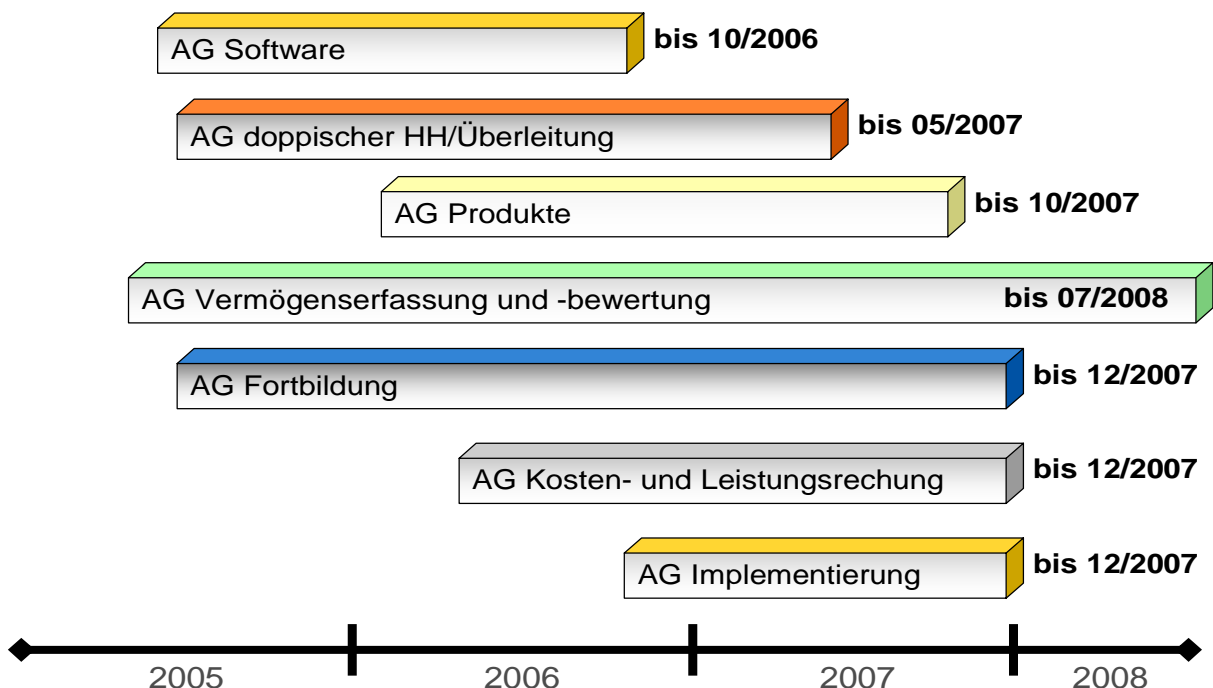 AG Software
bis 10/2006
AG doppischer HH/Überleitung
bis 05/2007
AG Produkte
bis 10/2007
AG Vermögenserfassung und -bewertung
bis 07/2008
AG Fortbildung
bis 12/2007
AG Kosten- und Leistungsrechung
bis 12/2007
AG Implementierung
bis 12/2007
2005
2006
2007
2008